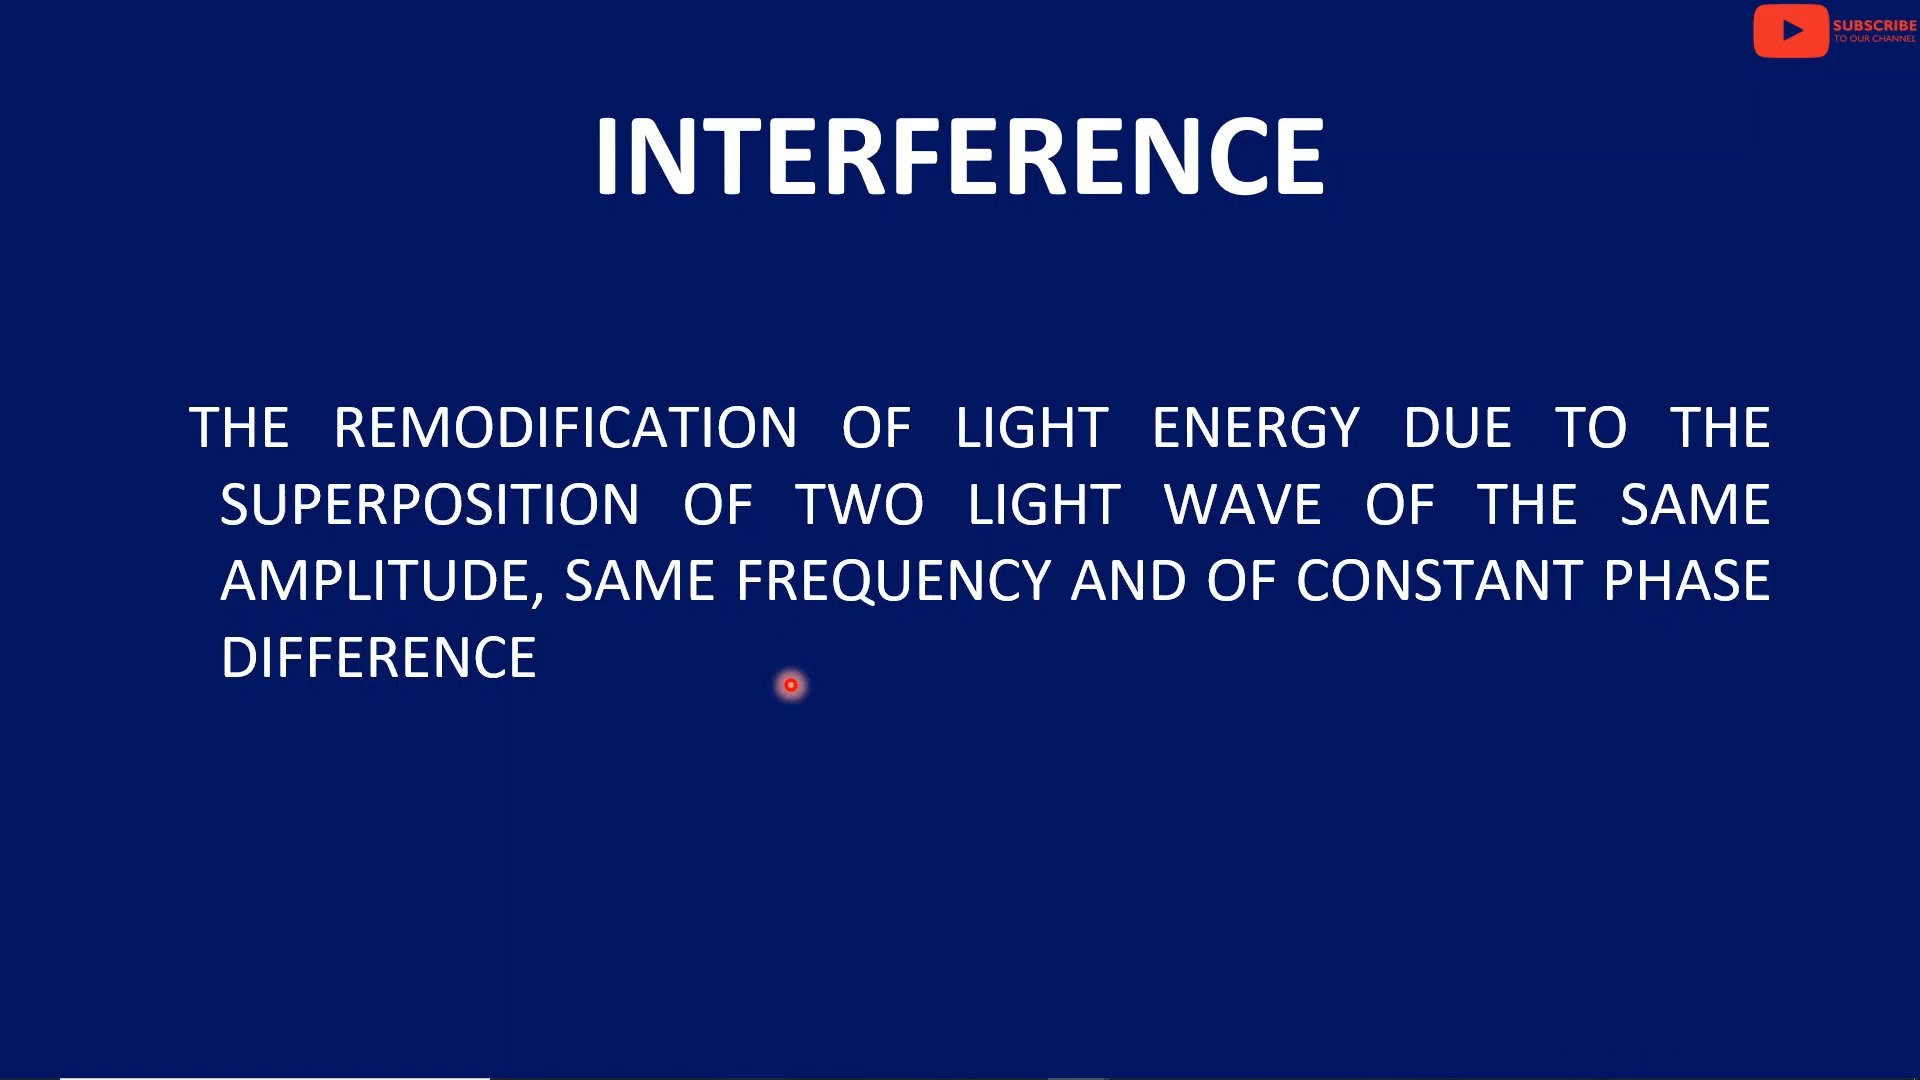 SUBSCRIBE
TO OUR CHANNEL
INTERFERENCE
THE REMODIFICATION OF LIGHT ENERGY DUE TO THE
SUPERPOSITION OF TWO LIGHT WAVE OF THE SAME
AMPLITUDE, SAME FREQUENCY AND OF CONSTANT PHASE
DIFFERENCE